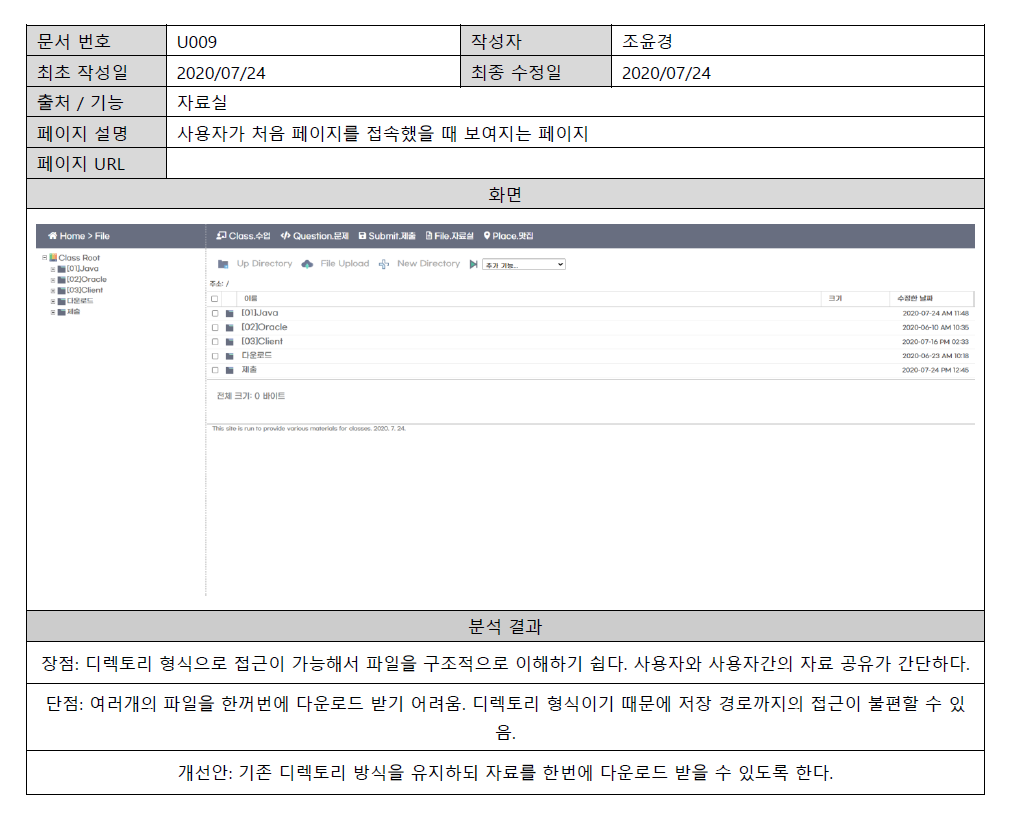 문서 번호 U009 작성자 조윤경
최초 작성일 2020/07/24 최종 수정일 2020/07/24
출처 / 기능 자료실
페이지 설명 사용자가 처음 페이지를 접속했을 때 보여지는 페이지
페이지 URL
화면
Home > File Class.수업 Question.문제 Submit.제출 File.자료실 Place.맛집
Class Root
[01]Java
[02]Oracle
[03]Client
다운로드
제출
Up Directory File Upload New Directory 추가 기능...
주소: /
이름 크기 수정한 날짜
[01]Java 2020-07-24 AM 11:48
[02]Oracle 2020-06-10 AM 10:35
[03]Client 2020-07-16 PM 02:33
다운로드 2020-06-23 AM 10:18
제출 2020-07-24 PM 12:45
전체 크기: 0 바이트
This site is run to provide various materials for classes. 2020. 7. 24.
분석 결과
장점: 디렉토리 형식으로 접근이 가능해서 파일을 구조적으로 이해하기 쉽다. 사용자와 사용자간의 자료 공유가 간단하다.
단점: 여러개의 파일을 한꺼번에 다운로드 받기 어려움. 디렉토리 형식이기 때문에 저장 경로까지의 접근이 불편할 수 있
음.
개선안: 기존 디렉토리 방식을 유지하되 자료를 한번에 다운로드 받을 수 있도록 한다.